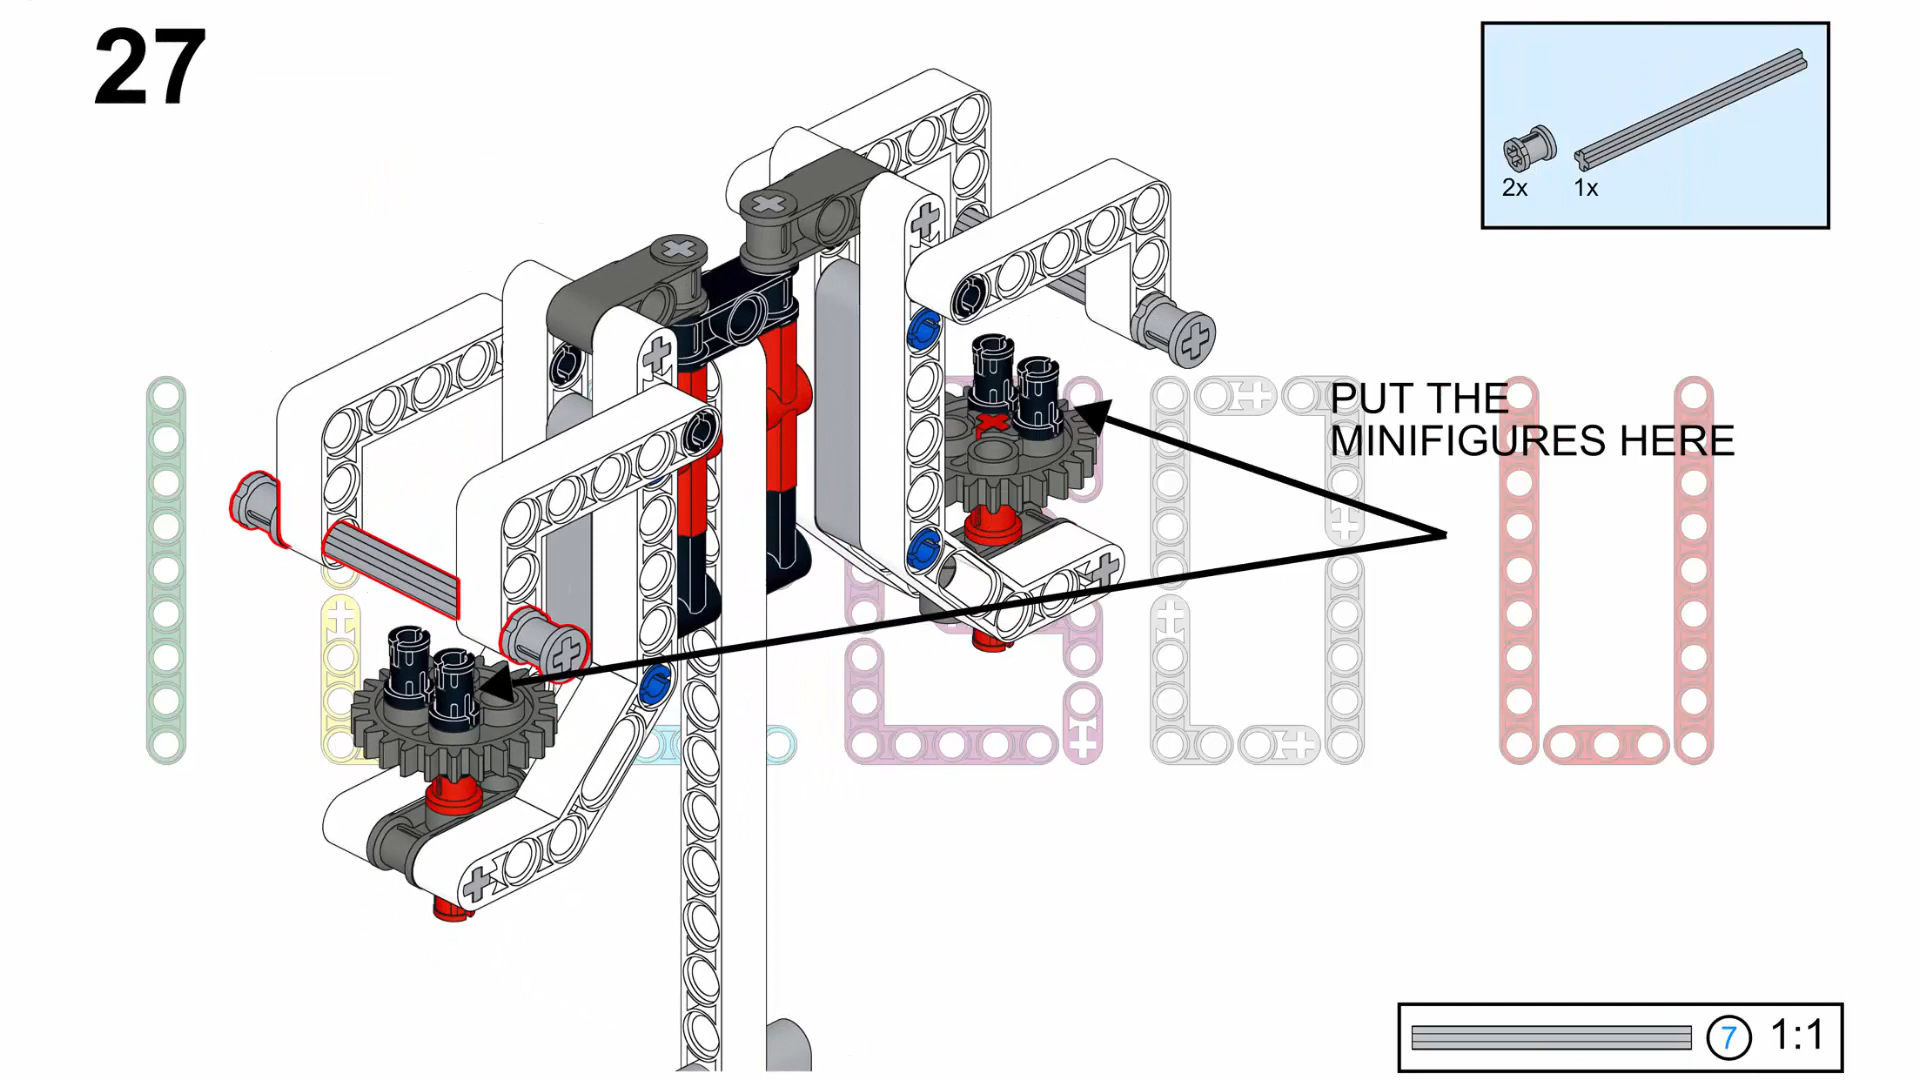 27
2x 1x
PUT THE
MINIFIGURES HERE
7 1:1